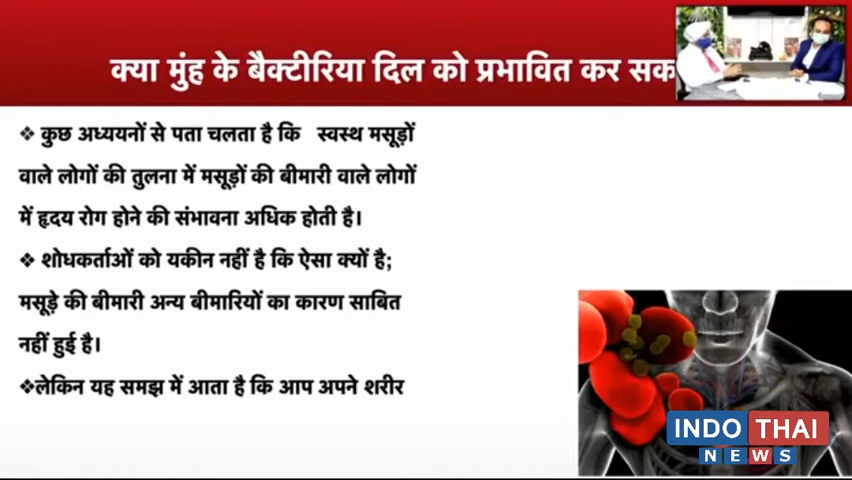 क्या मुंह के बैक्टीरिया दिल को प्रभावित कर सक
❖ कुछ अध्ययनों से पता चलता है कि स्वस्थ मसूड़ों
वाले लोगों की तुलना में मसूड़ों की बीमारी वाले लोगों
में हृदय रोग होने की संभावना अधिक होती है।
❖ शोधकर्ताओं को यकीन नहीं है कि ऐसा क्यों है;
मसूड़े की बीमारी अन्य बीमारियों का कारण साबित
नहीं हुई है।
❖लेकिन यह समझ में आता है कि आप अपने शरीर
INDO THAI
NEWS